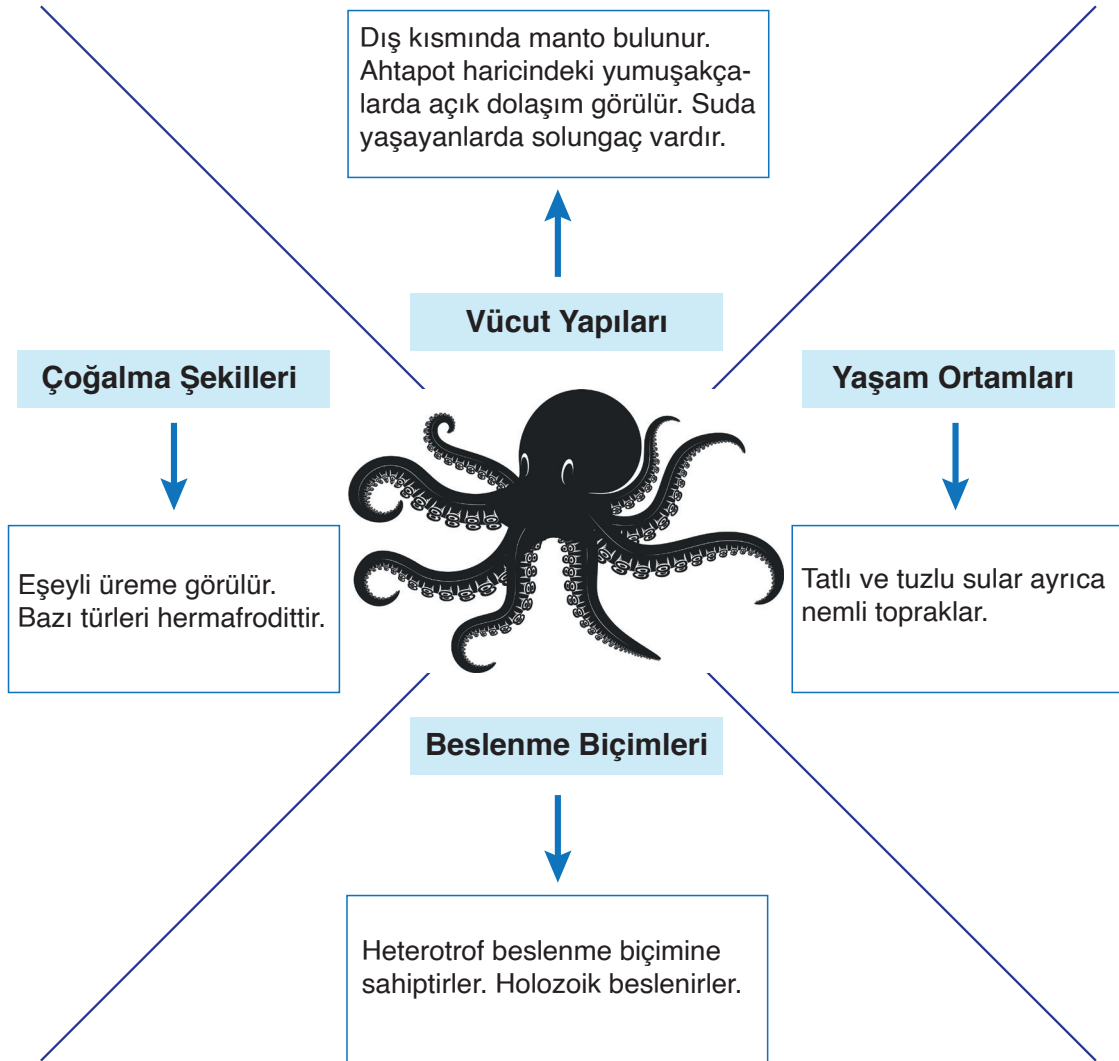 Dış kısmında manto bulunur.
Ahtapot haricindeki yumuşakça-
larda açık dolaşım görülür. Suda
yaşayanlarda solungaç vardır.
Vücut Yapıları
Çoğalma Şekilleri
Yaşam Ortamları
Eşeyli üreme görülür.
Bazı türleri hermafrodittir.
Tatlı ve tuzlu sular ayrıca
nemli topraklar.
Beslenme Biçimleri
Heterotrof beslenme biçimine
sahiptirler. Holozoik beslenirler.